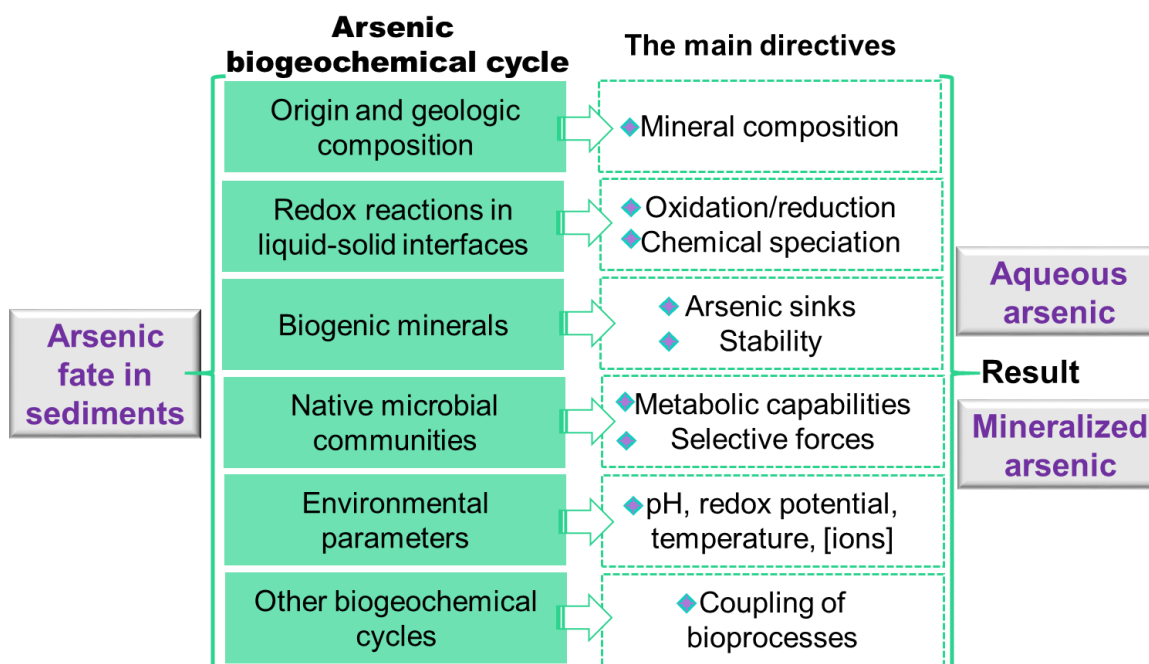 Arsenic
biogeochemical cycle
The main directives
Origin and geologic
composition
Mineral composition
Redox reactions in
liquid-solid interfaces
Oxidation/reduction
Chemical speciation
Biogenic minerals
Arsenic sinks
Stability
Native microbial
communities
Metabolic capabilities
Selective forces
Environmental
parameters
pH, redox potential,
temperature, [ions]
Other biogeochemical
cycles
Coupling of
bioprocesses
Arsenic
fate in
sediments
Aqueous
arsenic
Result
Mineralized
arsenic